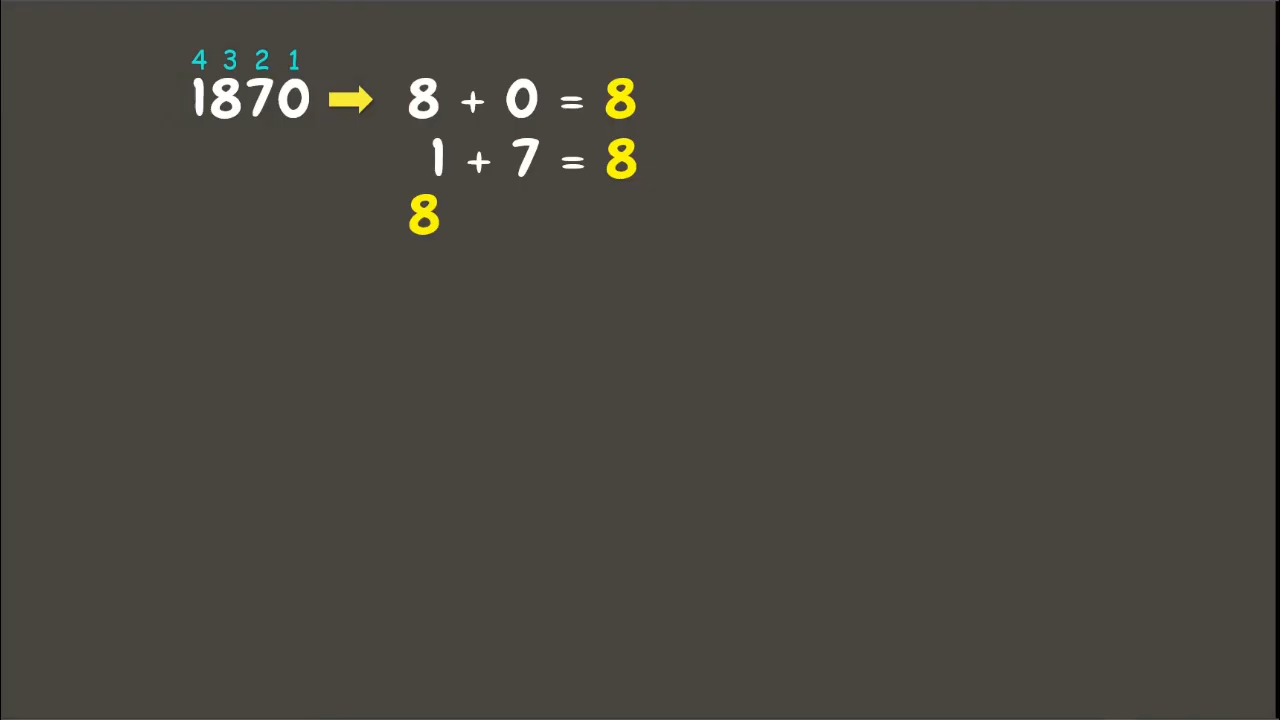 4 3 2 1
1870 ➡ 8 + 0 = 8
1 + 7 = 8
8